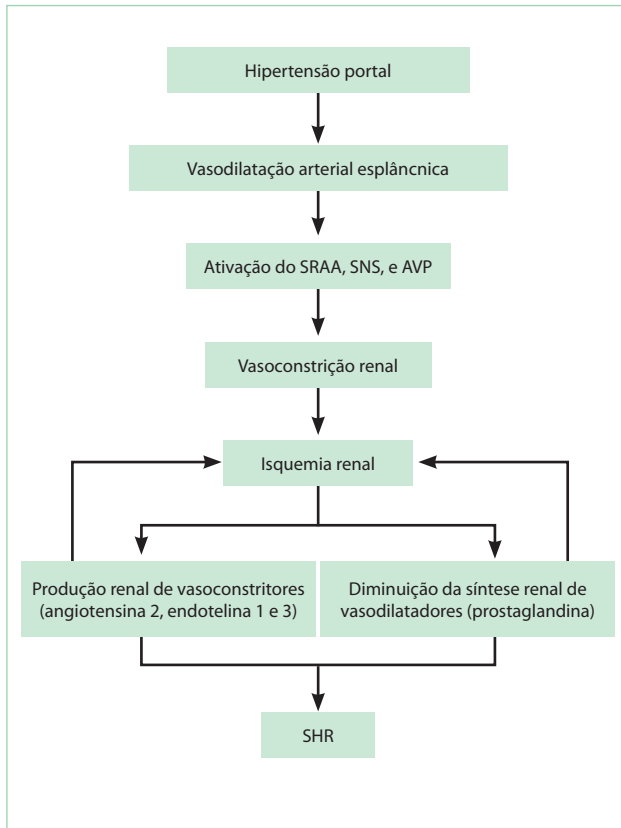 Hipertensão portal
Vasodilatação arterial esplâncnica
Ativação do SRAA, SNS, e AVP
Vasoconstrição renal
Isquemia renal
Produção renal de vasoconstritores
(angiotensina 2, endotelina 1 e 3)
Diminuição da síntese renal de
vasodilatadores (prostaglandina)
SHR